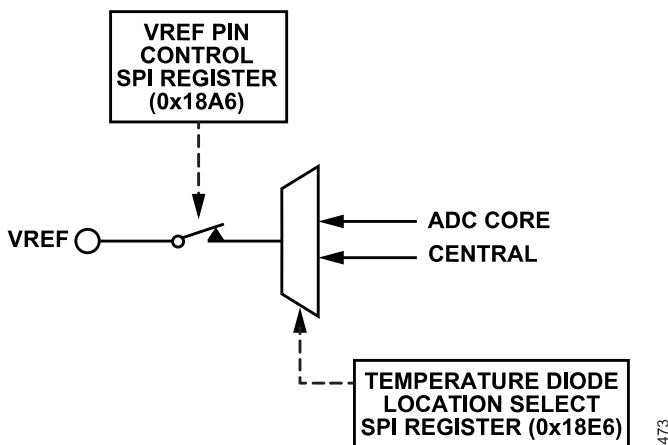 VREF PIN
CONTROL
SPI REGISTER
(0x18A6)
VREF
ADC CORE
CENTRAL
TEMPERATURE DIODE
LOCATION SELECT
SPI REGISTER (0x18E6)
473